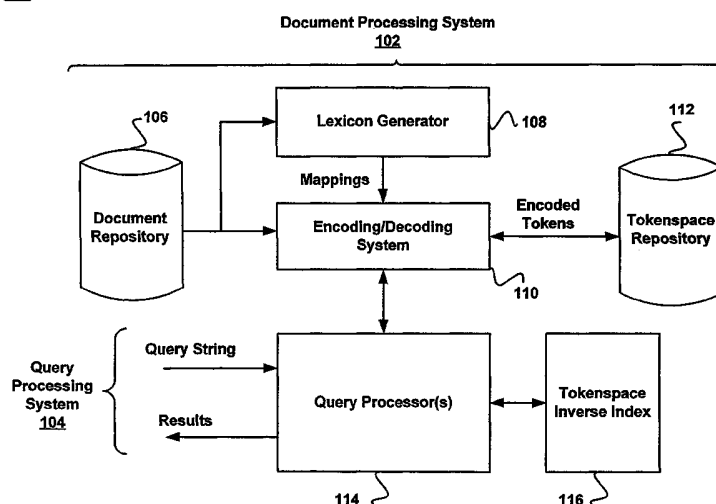 Document Processing System
102
106
Lexicon Generator
108
112
Mappings
Document
Repository
Encoding/Decoding
System
Encoded
Tokens
Tokenspace
Repository
110
Query
Processing
System
104
Query String
Results
Query Processor(s)
Tokenspace
Inverse Index
114
116